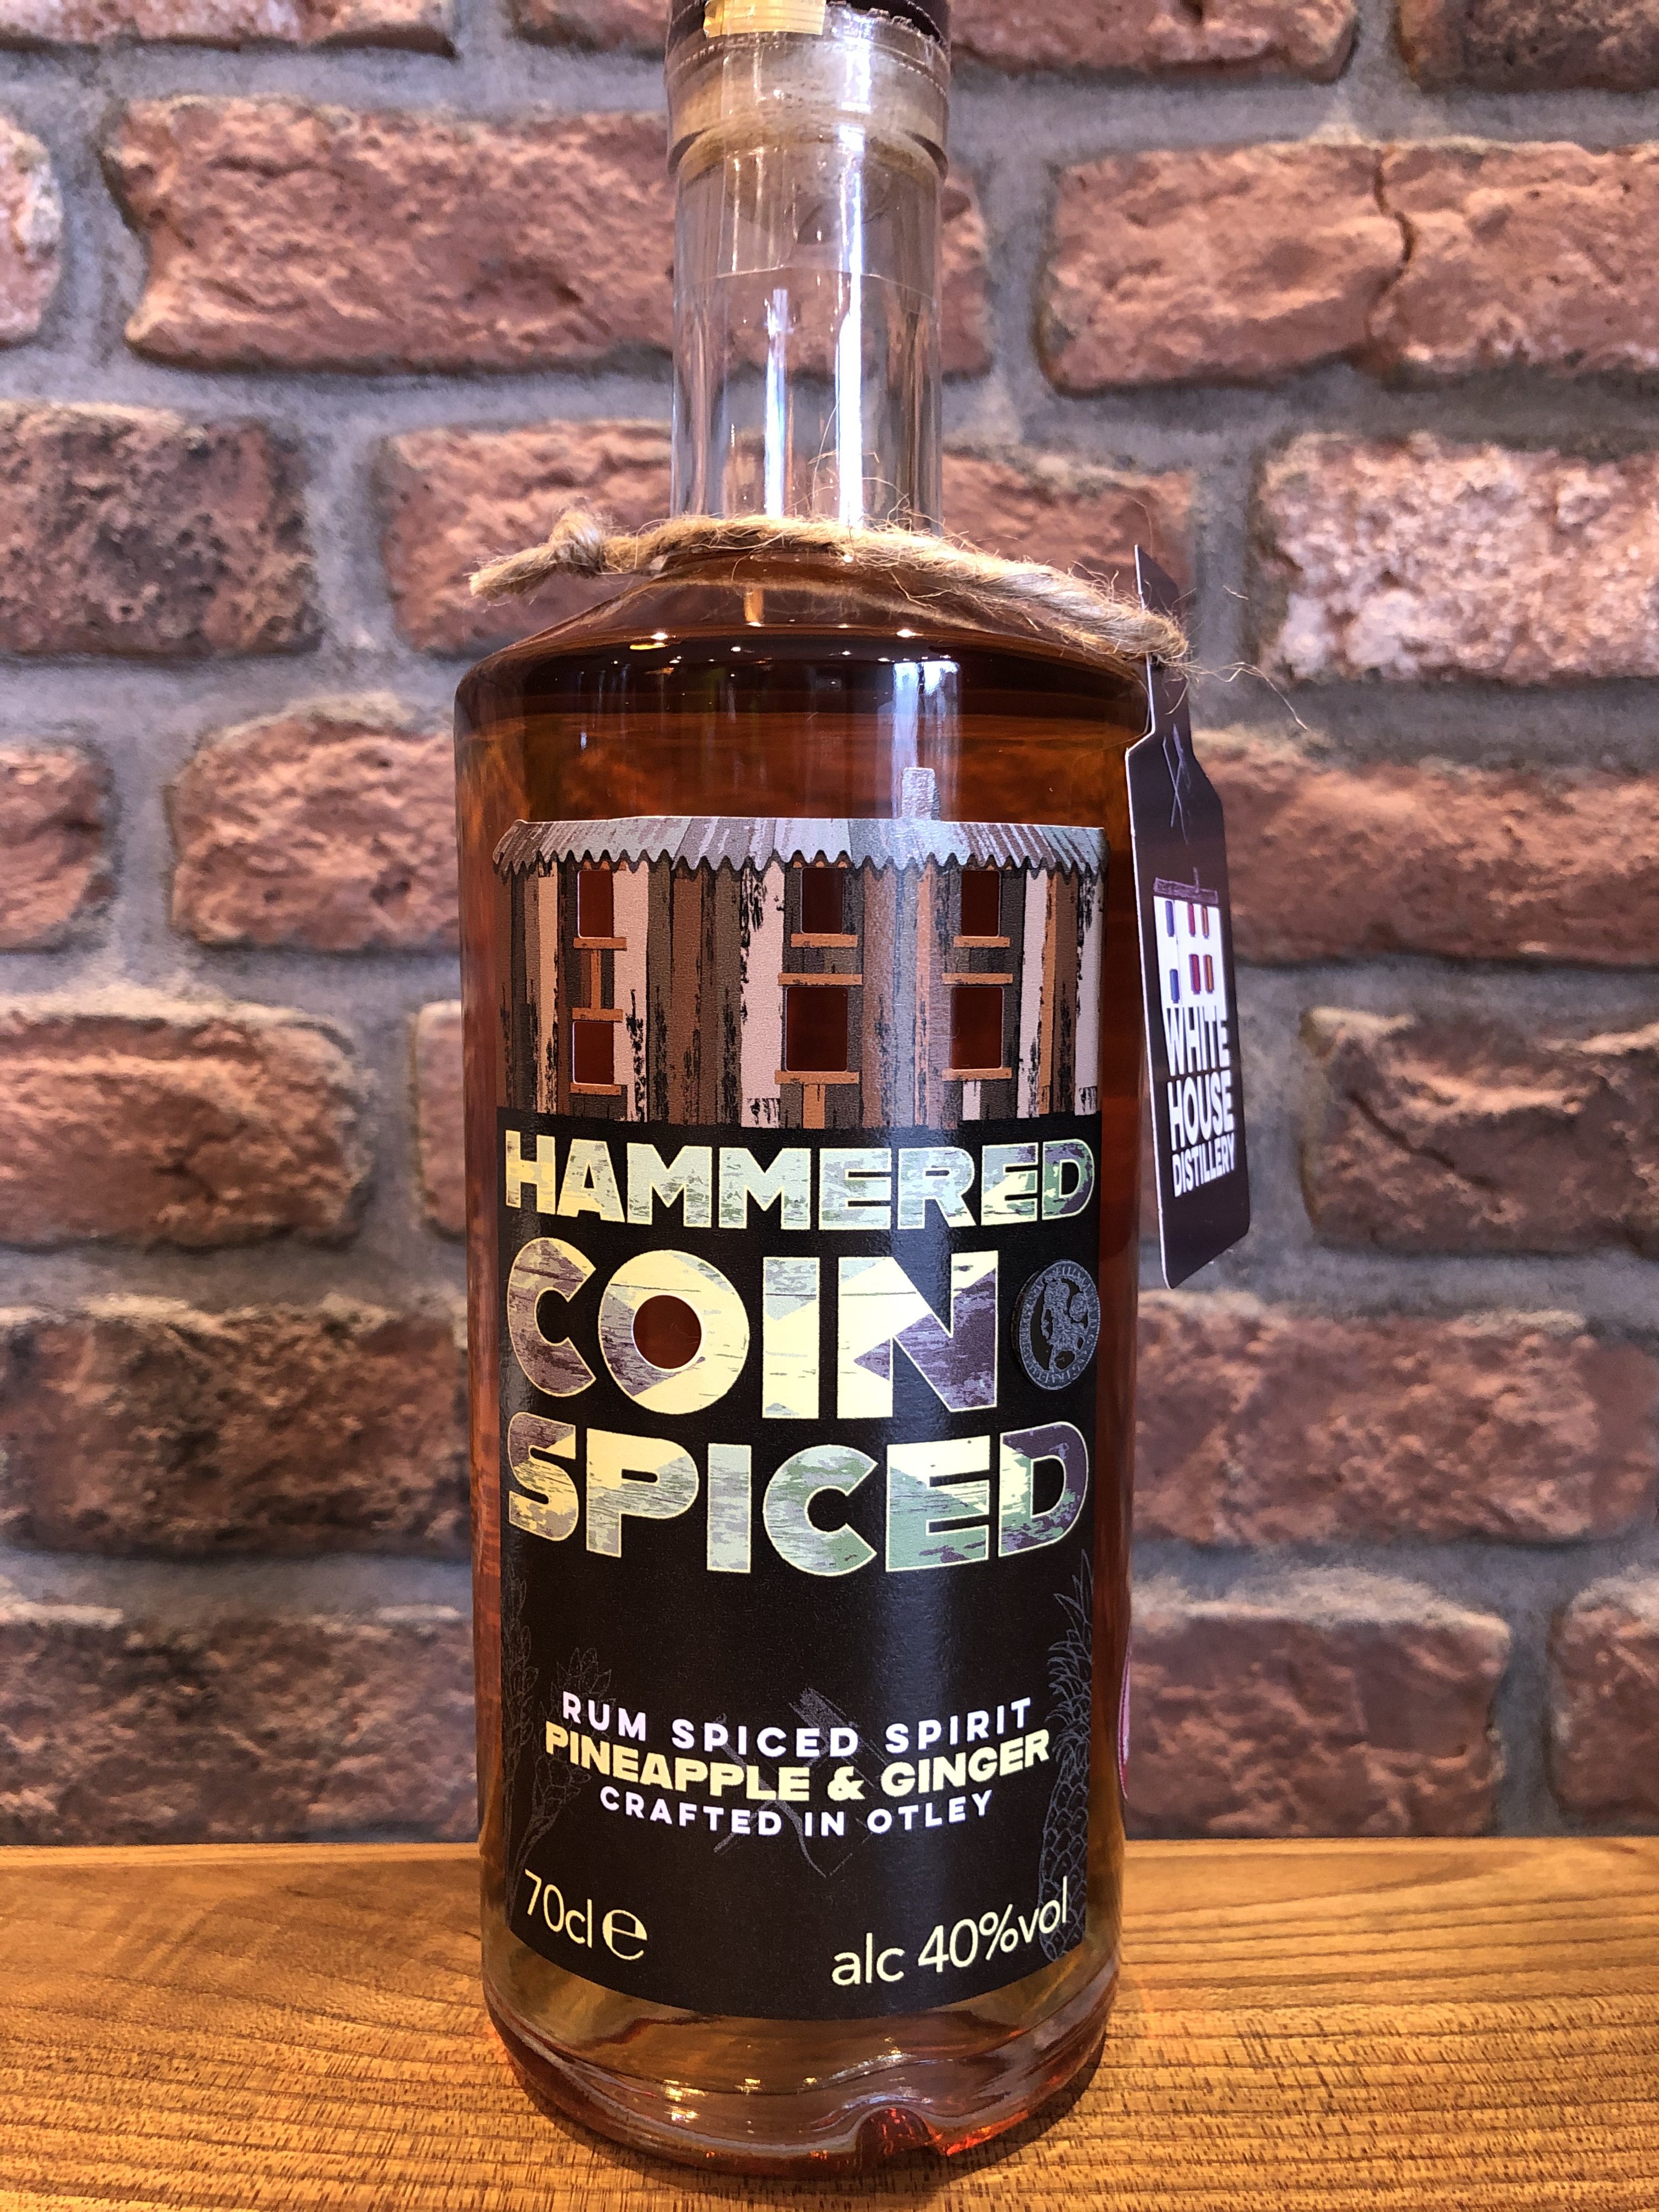 HAMMERED
COIN
SPICED
RUM SPICED SPIRIT
PINEAPPLE & GINGER
CRAFTED IN OTLEY
70cl e
alc 40%vol
WHITE
HOUSE
DISTILLERY